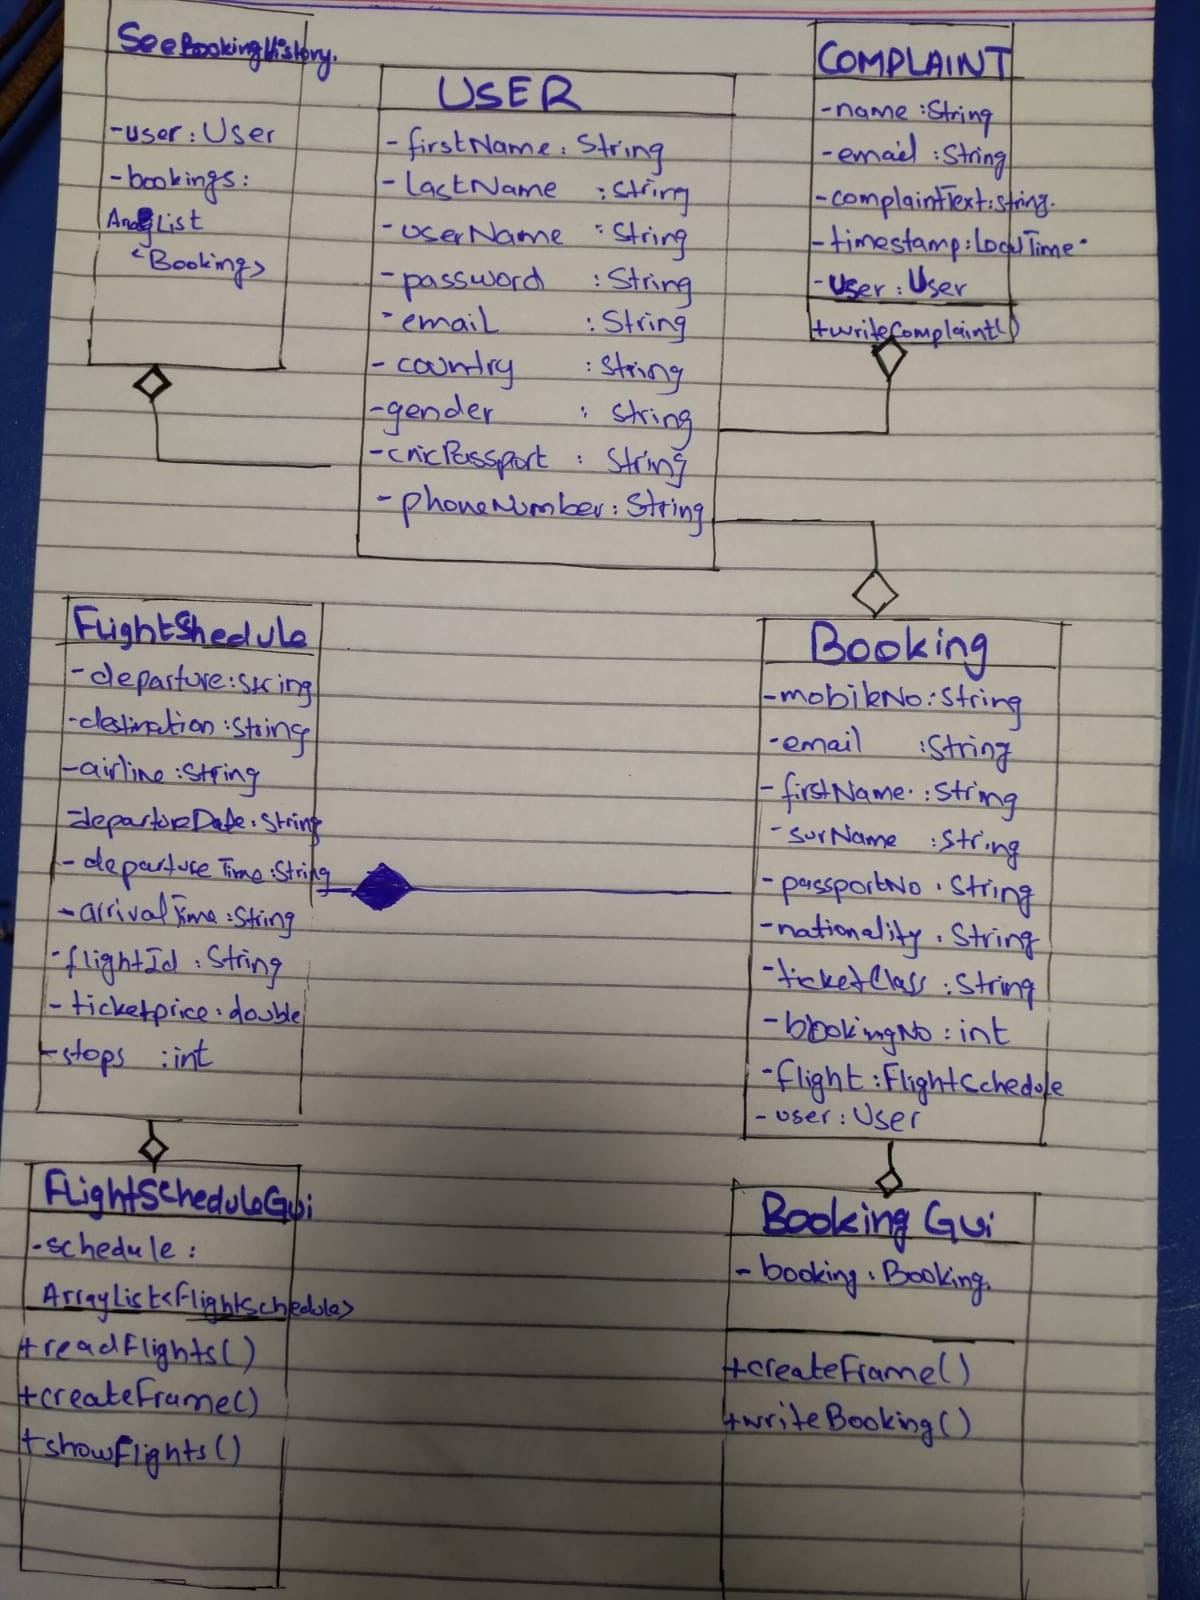 SeeBookingHistory.
-user: User
-bookings:
ArrayList
<Booking>
USER
-firstName: String
-lastName :String
-userName :String
-password :String
-email :String
-country :String
-gender : String
-cnicPassport : String
-phoneNumber: String
COMPLAINT
-name :String
-email :String
-complaintText:String.
-timestamp:LocalTime
-User: User
+writeComplaint()
FlightShedule
-departure:String
-destination:String
-airline:String
-departureDate:String
-departureTime:String
-arrivalTime:String
-flightId :String
-ticketprice:double
-stops :int
Booking
-mobileNo:String
-email :String
-firstName :String
-surName :String
-passportNo :String
-nationality :String
-ticketClass :String
-bookingNo: int
-flight:FlightSchedule
-user: User
FlightScheduleGui
-schedule:
ArrayList<FlightSchedule>
+readFlights()
+createFrame()
+showFlights()
Booking Gui
-booking:Booking.
+createFrame()
+writeBooking()